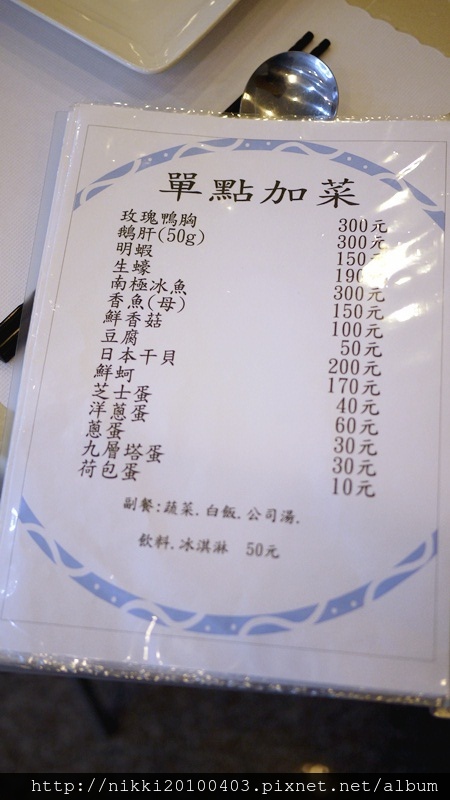 單點加菜
玫瑰鴨胸 300元
鵝肝(50g) 300元
明蝦 150元
生蠔 190元
南極冰魚 300元
香魚(母) 150元
鮮香菇 100元
豆腐 50元
日本干貝 200元
鮮蚵 170元
芝士蛋 40元
洋蔥蛋 60元
蔥蛋 30元
九層塔蛋 30元
荷包蛋 10元
副餐:蔬菜.白飯.公司湯.
飲料.冰淇淋 50元
http://nikki20100403.pixnet.net/album